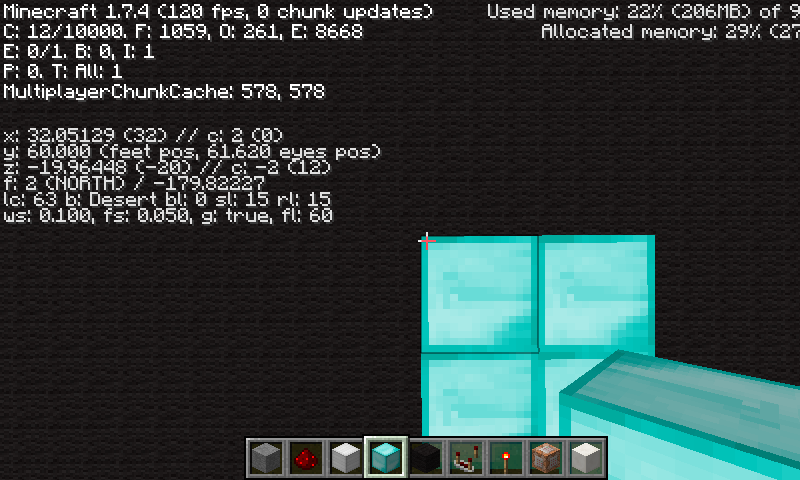 Minecraft 1.7.4 (120 fps, 0 chunk updates)
Used memory: 22% (206MB) of 9
C: 12/10000. F: 1059, O: 261, E: 8668
Allocated memory: 29% (27
E: 0/1. B: 0, I: 1
P: 0. T: All: 1
MultiplayerChunkCache: 578, 578
x: 32.05129 (32) // c: 2 (0)
y: 60.000 (feet pos, 61.620 eyes pos)
z: -19.96448 (-20) // c: -2 (12)
f: 2 (NORTH) / -179.82227
lc: 63 b: Desert bl: 0 sl: 15 rl: 15
ws: 0.100, fs: 0.050, g: true, fl: 60